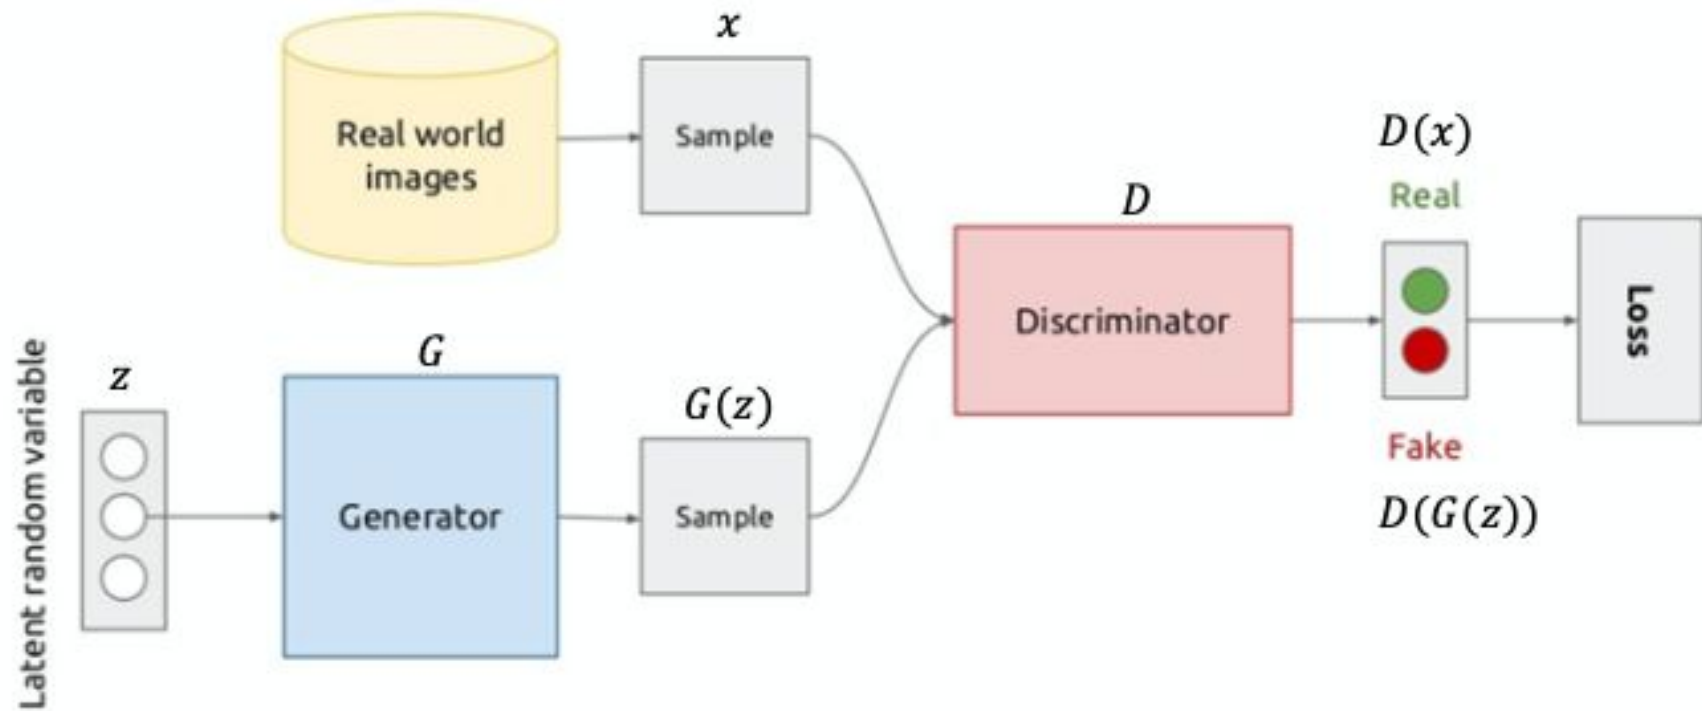 x
Real world
images
Sample
D(x)
Real
D
Discriminator
Loss
Latent random variable
z
G
Generator
G(z)
Sample
Fake
D(G(z))